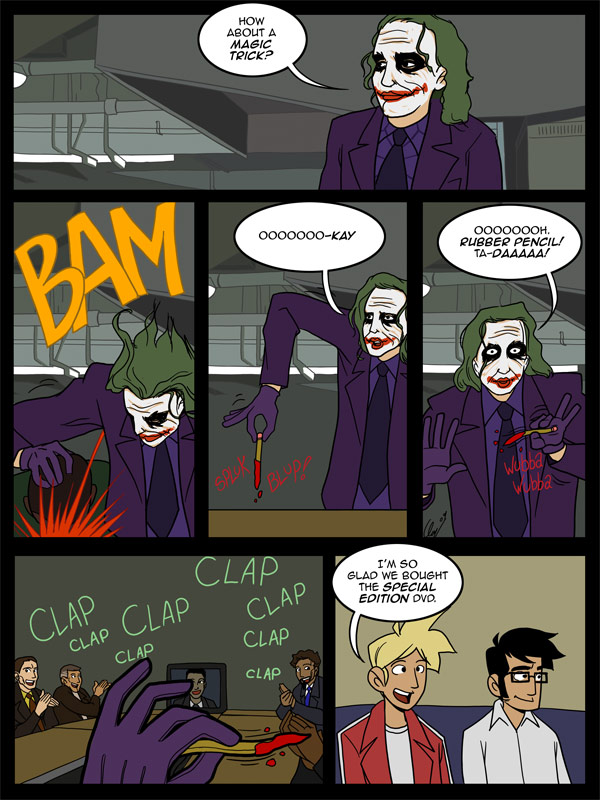 HOW
ABOUT A
MAGIC
TRICK?
BAM
OOOOOOO-KAY
SPLOK
BLUP!
OOOOOOOH.
RUBBER PENCIL!
TA-DAAAAA!
Wubba
Wubba
CLAP
CLAP
CLAP
CLAP
CLAP
CLAP
CLAP
CLAP
I'M SO
GLAD WE BOUGHT
THE SPECIAL
EDITION DVD.